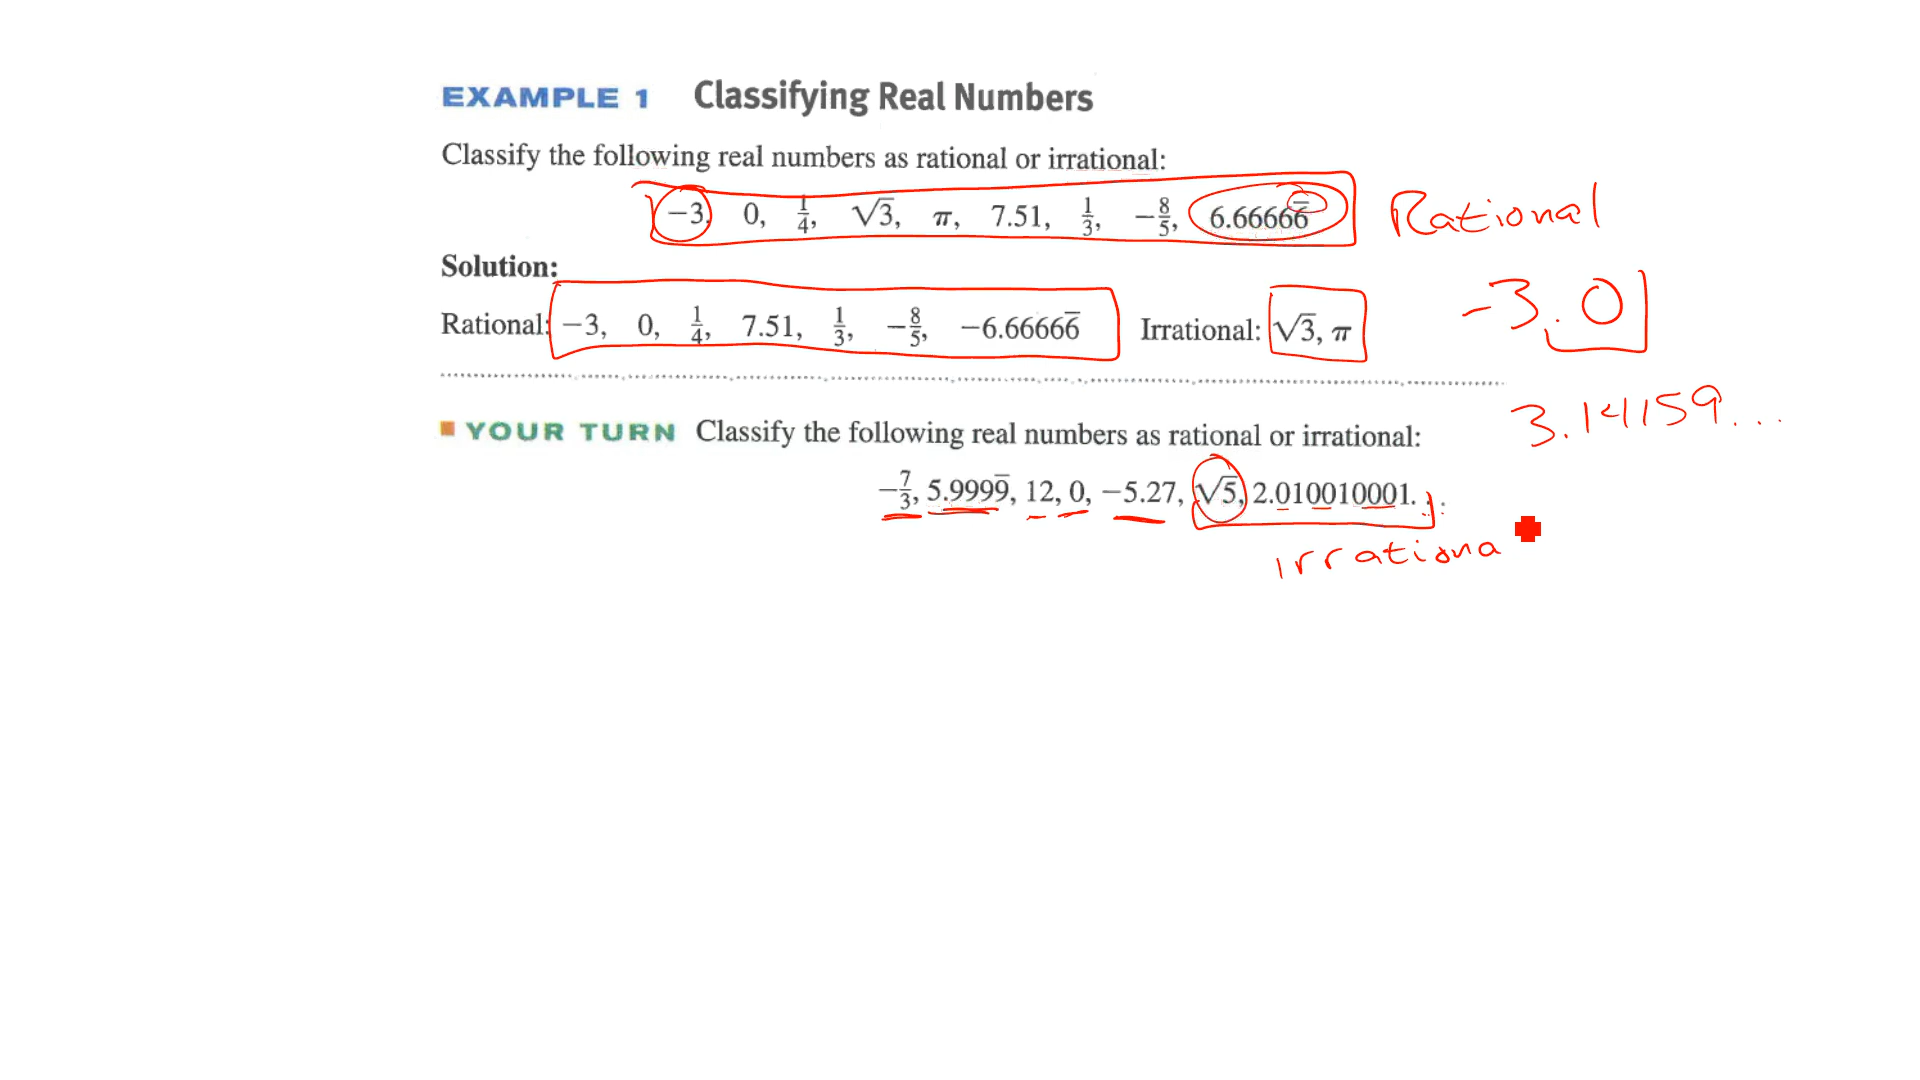 EXAMPLE 1 Classifying Real Numbers
Classify the following real numbers as rational or irrational:
−3, 0, 1/4, √3, π, 7.51, 1/3, −8/5, 6.666666̅ Rational
Solution:
−3.0
Rational: −3, 0, 1/4, 7.51, 1/3, −8/5, −6.666666̅ Irrational: √3, π
3.14159...
YOUR TURN Classify the following real numbers as rational or irrational:
−7/3, 5.9999̅, 12, 0, −5.27, √5, 2.010010001...
irrationa